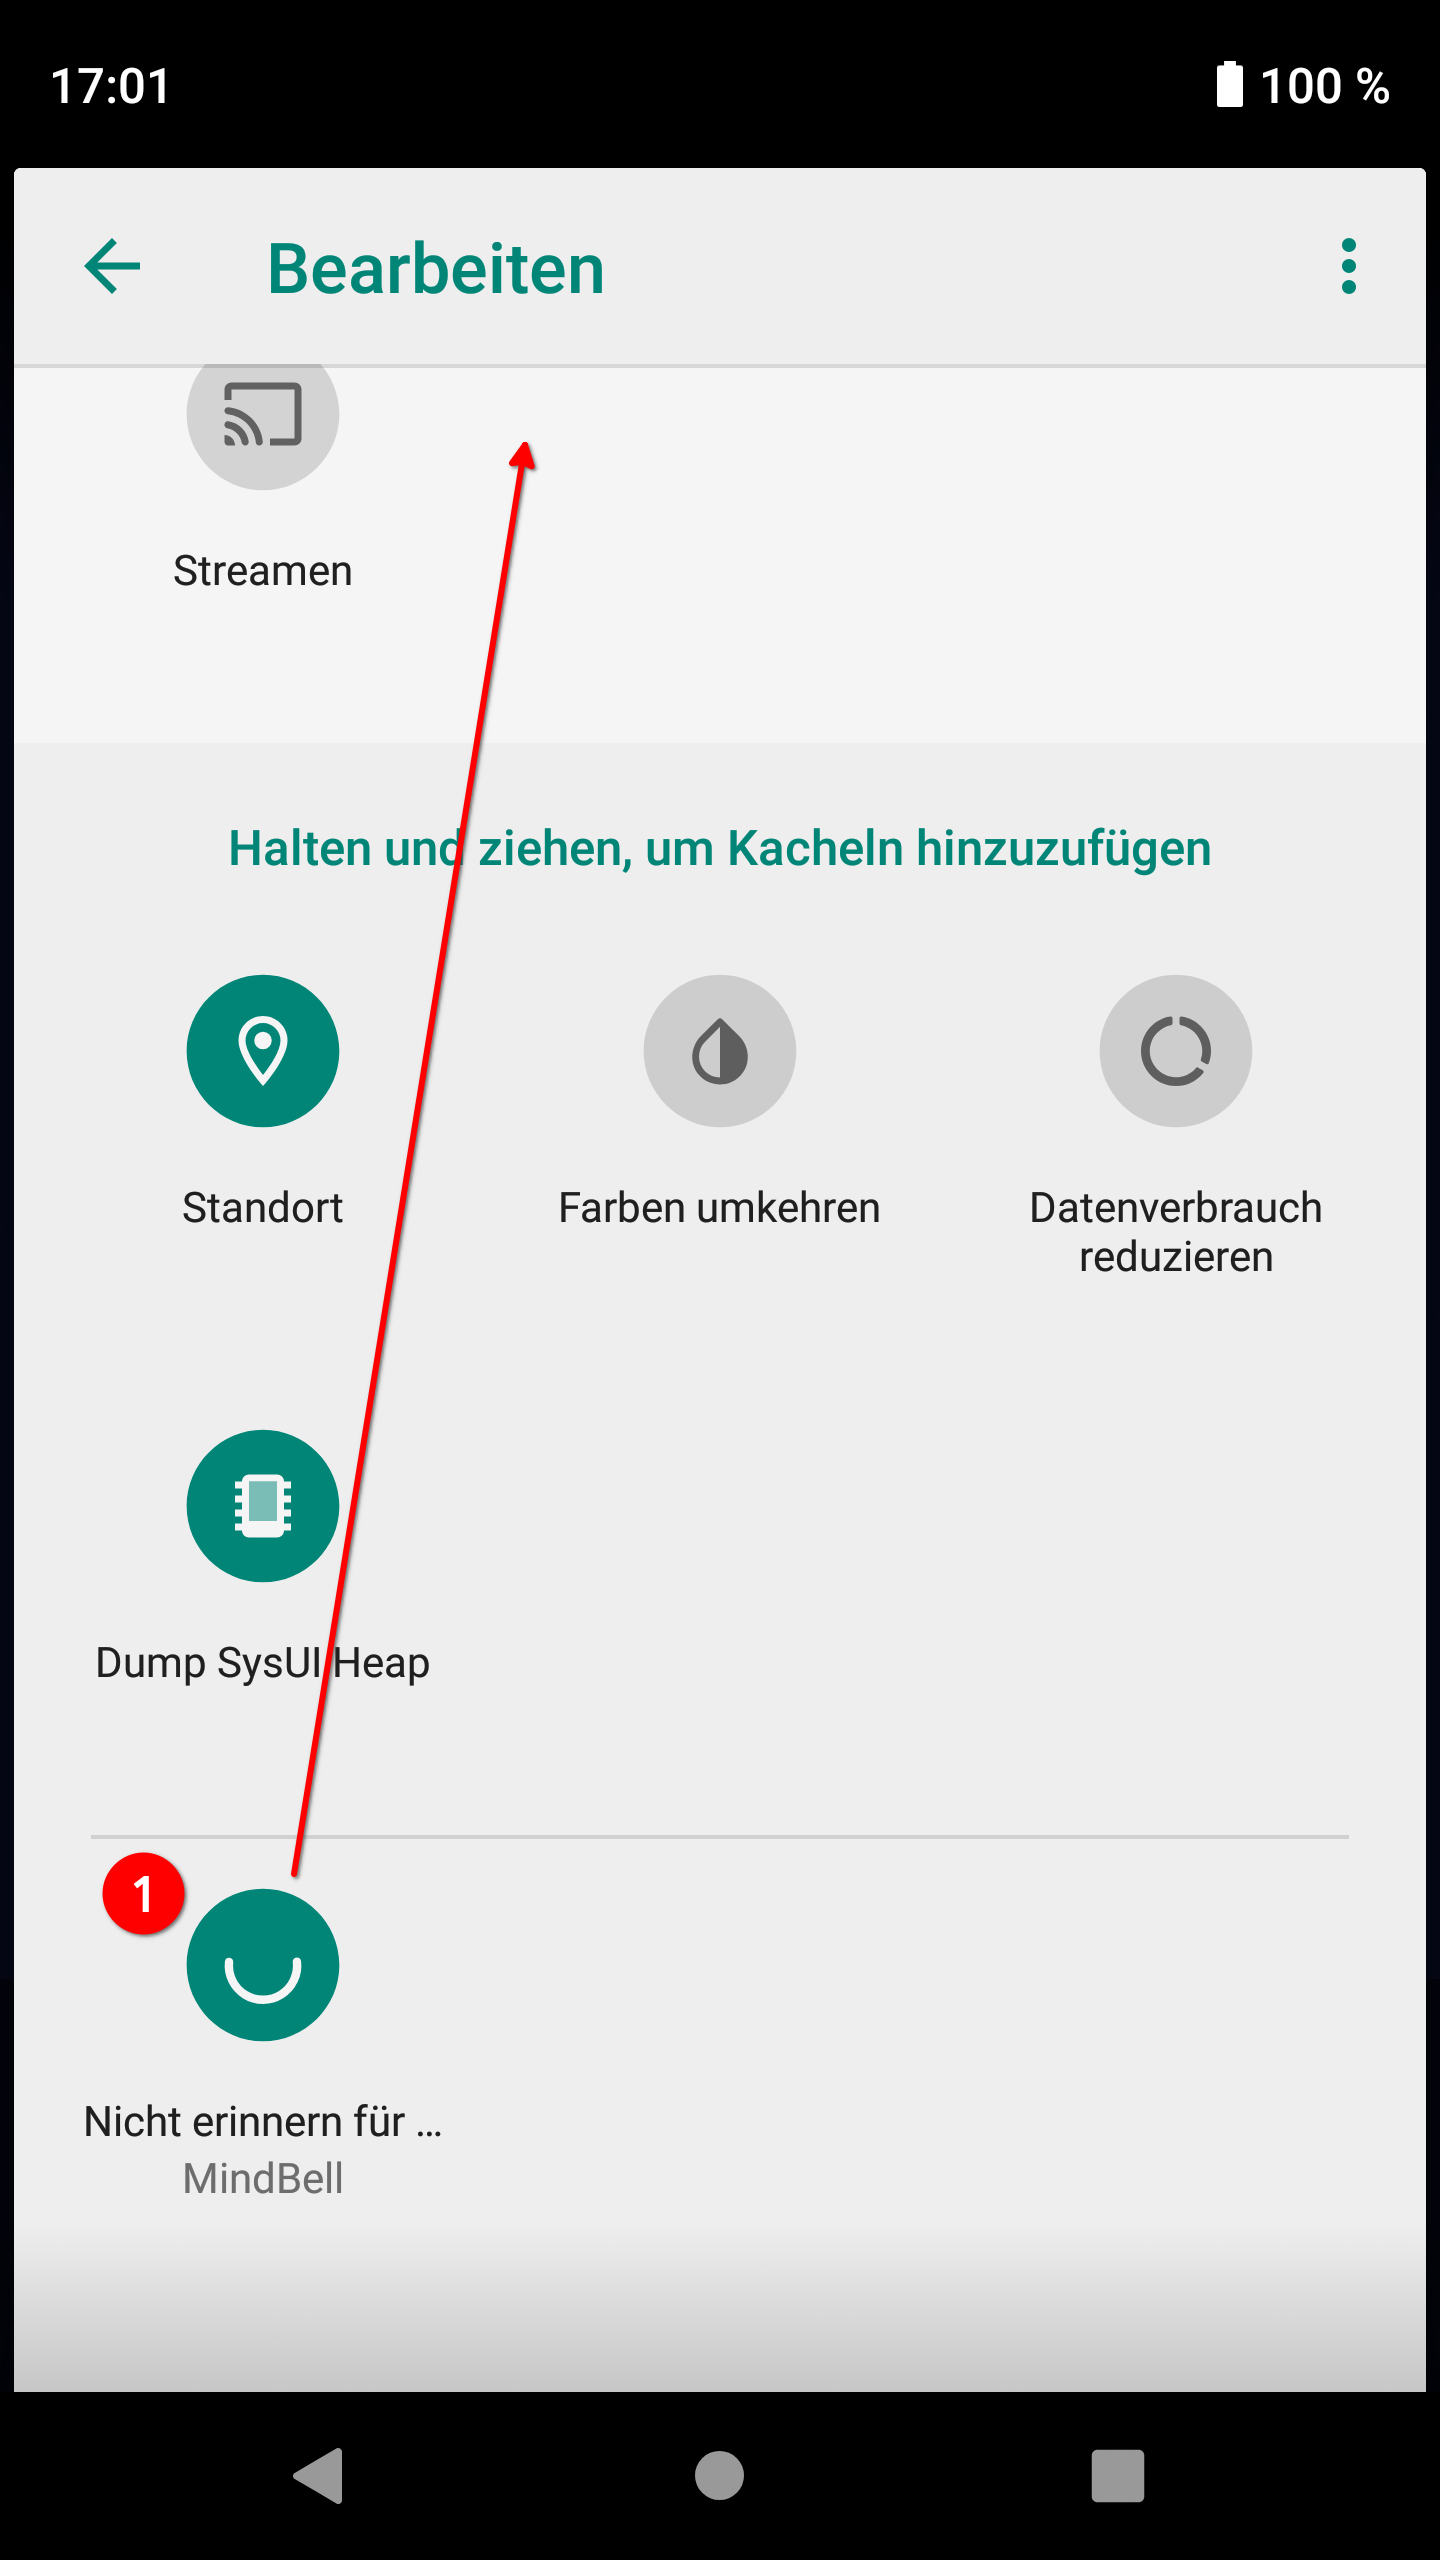 17:01
100 %
Bearbeiten
Streamen
Halten und ziehen, um Kacheln hinzuzufügen
Standort
Farben umkehren
Datenverbrauch
reduzieren
Dump SysUI Heap
1
Nicht erinnern für ...
MindBell